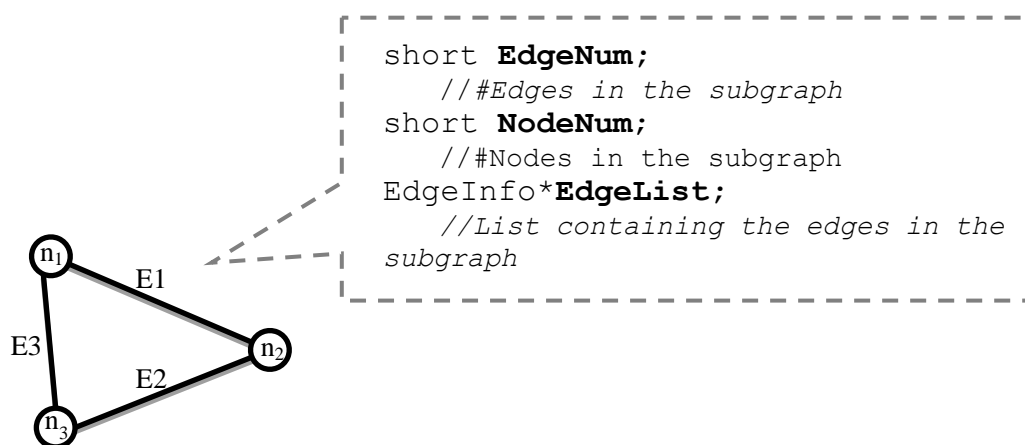 short EdgeNum;
//#Edges in the subgraph
short NodeNum;
//#Nodes in the subgraph
EdgeInfo*EdgeList;
//List containing the edges in the
subgraph
n1
E1
E3
n2
E2
n3